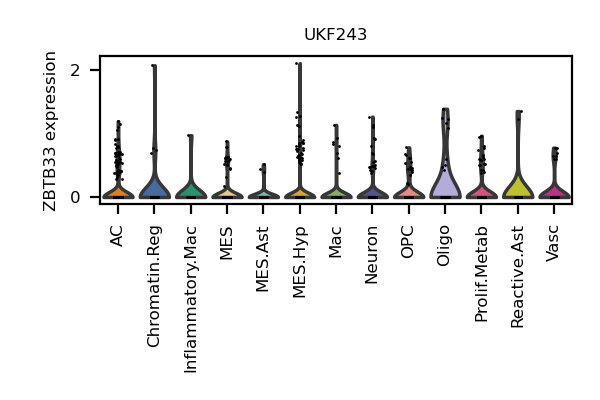 UKF243
ZBTB33 expression
2
0
AC
Chromatin.Reg
Inflammatory.Mac
MES
MES.Ast
MES.Hyp
Mac
Neuron
OPC
Oligo
Prolif.Metab
Reactive.Ast
Vasc